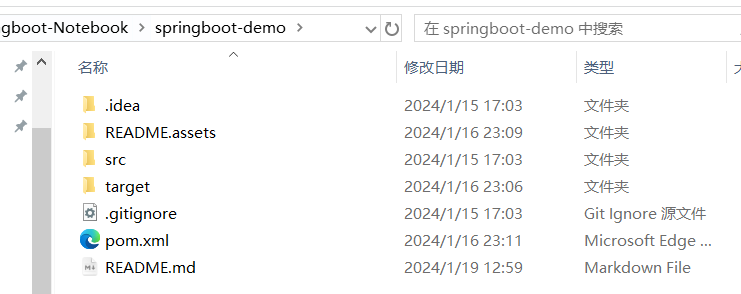 gboot-Notebook > springboot-demo > 在 springboot-demo 中搜索
名称 修改日期 类型
.idea 2024/1/15 17:03 文件夹
README.assets 2024/1/16 23:09 文件夹
src 2024/1/15 17:03 文件夹
target 2024/1/16 23:06 文件夹
.gitignore 2024/1/15 17:03 Git Ignore 源文件
pom.xml 2024/1/16 23:11 Microsoft Edge ...
README.md 2024/1/19 12:59 Markdown File